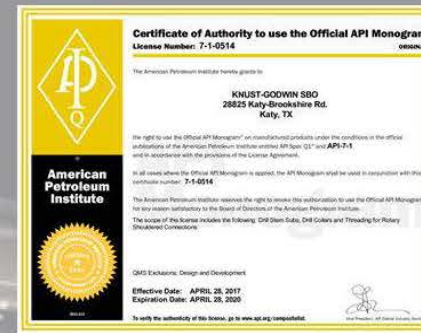 Certificate of Authority to use the Official API Monogram
License Number: 7-1-0514
ORIGINAL
The American Petroleum Institute hereby grants to
KNUST-GODWIN SBO
28825 Katy-Brookshire Rd.
Katy, TX
the right to use the Official API Monogram® on manufactured products under the conditions in the official
publications of the American Petroleum Institute entitled API Spec Q1® and API-7-1
and in accordance with the provisions of the License Agreement.
In all cases where the Official API Monogram is applied, the API Monogram shall be used in conjunction with this
certificate number: 7-1-0514
The American Petroleum Institute reserves the right to revoke this authorization to use the Official API Monogram
for any reason satisfactory to the Board of Directors of the American Petroleum Institute.
The scope of this license includes the following: Drill Stem Subs, Drill Collars and Threading for Rotary
Shouldered Connections
QMS Exclusions: Design and Development
Effective Date: APRIL 28, 2017
Expiration Date: APRIL 28, 2020
To verify the authenticity of this license, go to www.api.org/compositelist.
API
Q
American
Petroleum
Institute